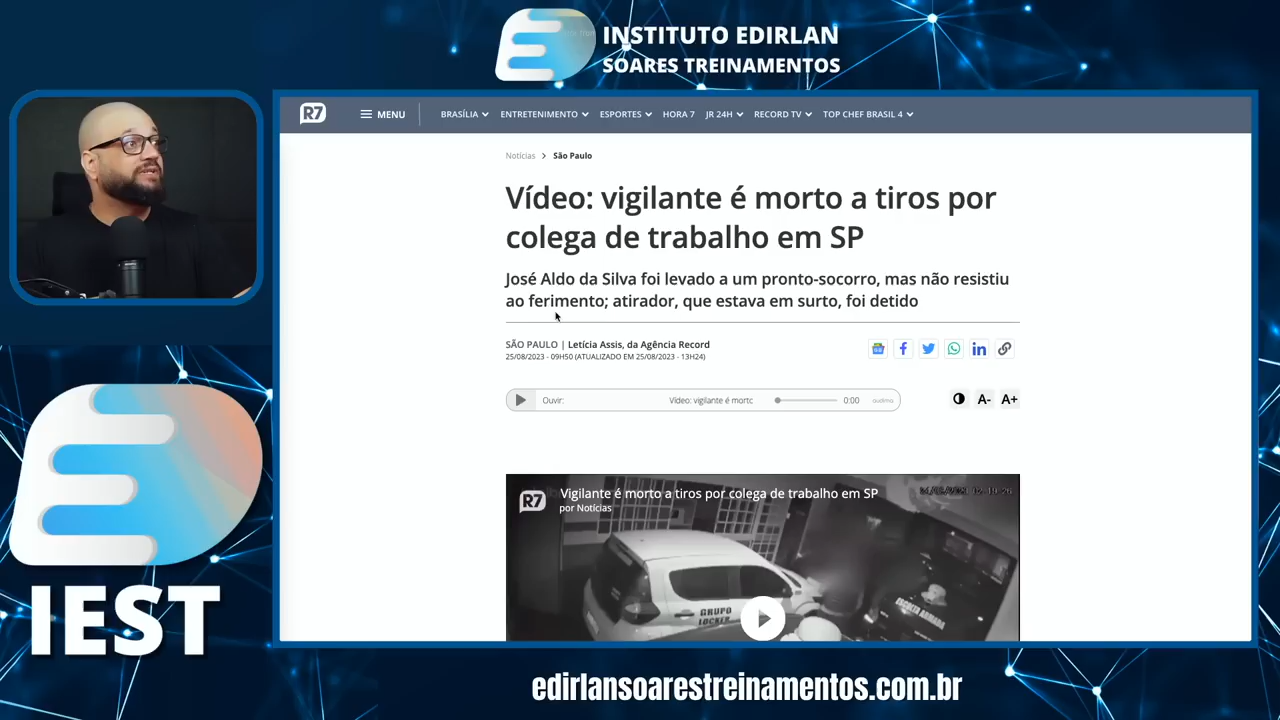 INSTITUTO EDIRLAN
SOARES TREINAMENTOS
R7
MENU
BRASÍLIA
ENTRETENIMENTO
ESPORTES
HORA 7
JR 24H
RECORD TV
TOP CHEF BRASIL 4
Notícias
São Paulo
Vídeo: vigilante é morto a tiros por
colega de trabalho em SP
José Aldo da Silva foi levado a um pronto-socorro, mas não resistiu
ao ferimento; atirador, que estava em surto, foi detido
SÃO PAULO | Letícia Assis, da Agência Record
25/08/2023 - 09H50 (ATUALIZADO EM 25/08/2023 - 13H24)
Ouvir:
Vídeo: vigilante é mortc
0:00
audima
A-
A+
R7
Vigilante é morto a tiros por colega de trabalho em SP
por Notícias
GRUPO
LOCKER
ESCOLTA ARMADA
IEST
edirlansoarestreinamentos.com.br